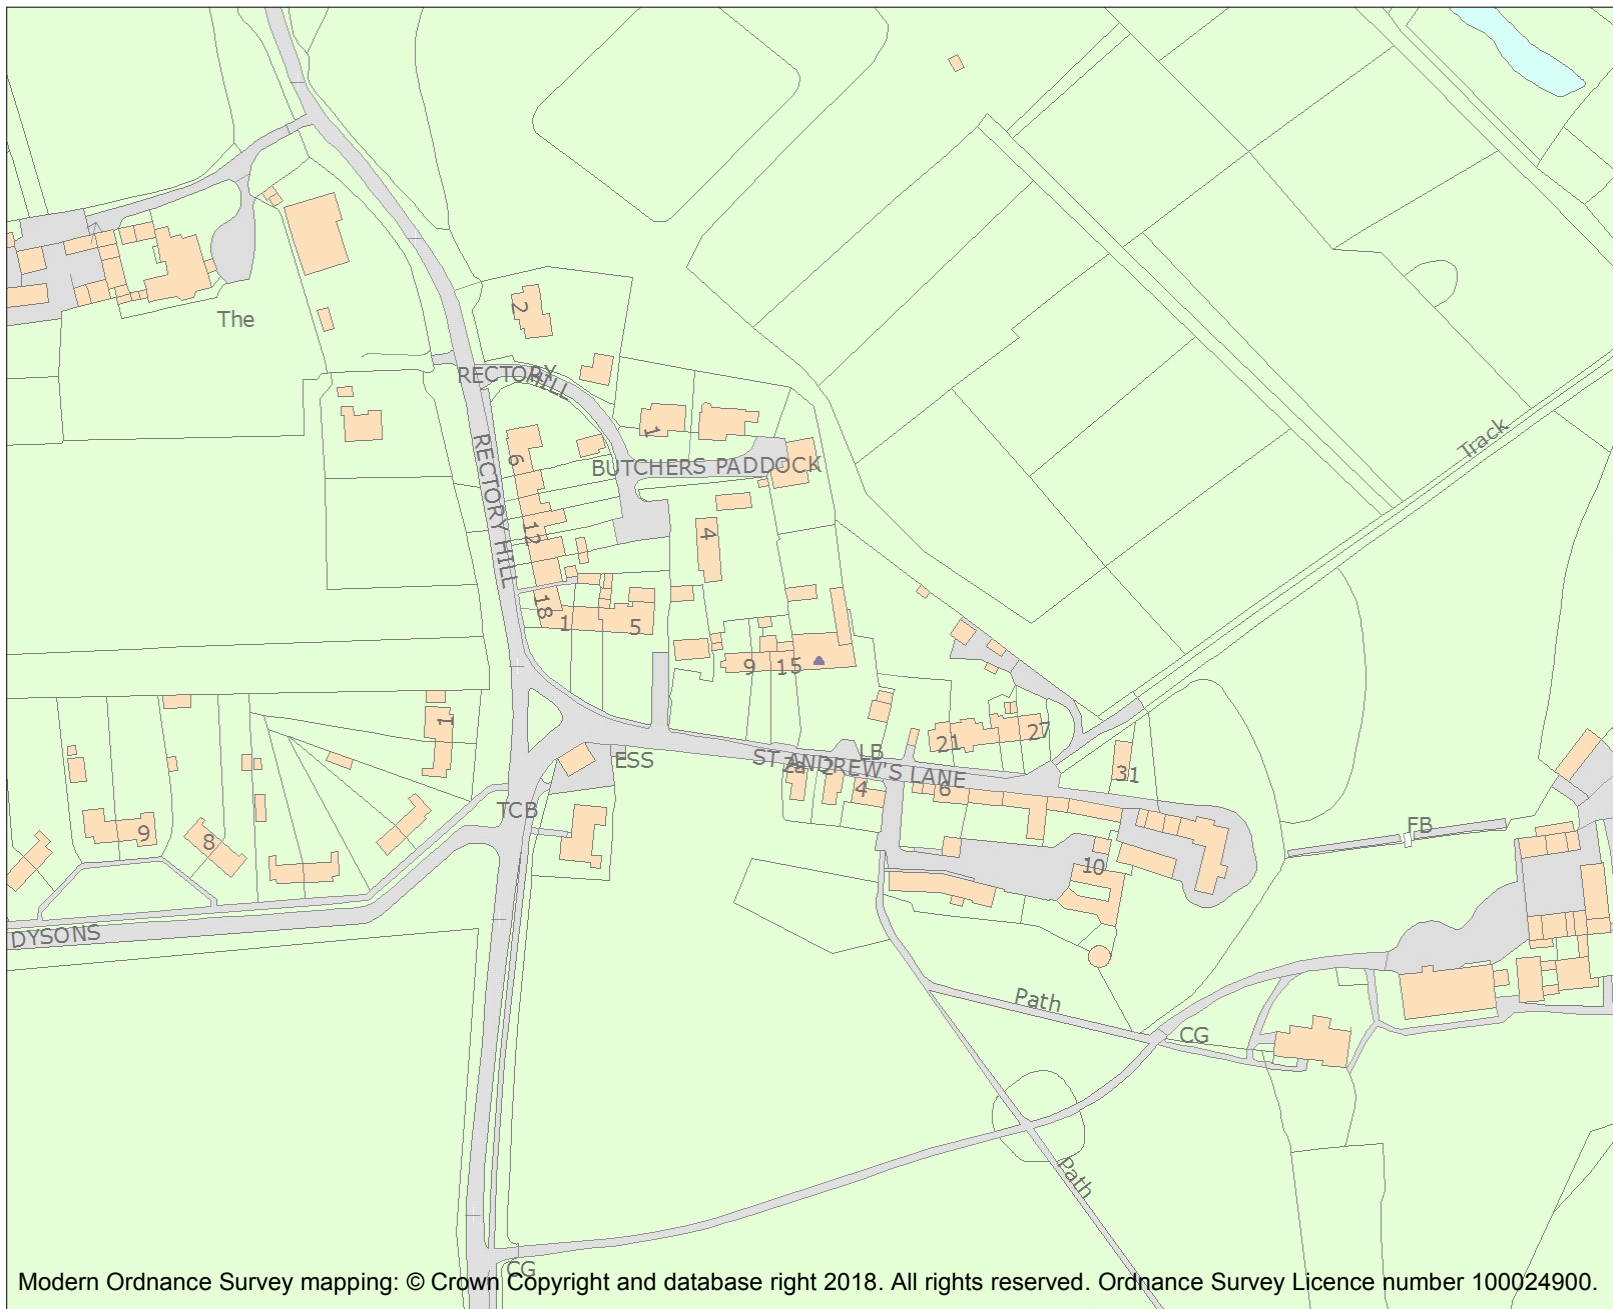 The
2
RECTORY
HILL
1
RECTORY HILL
6
BUTCHERS PADDOCK
Track
12
4
18
1
5
9
15
1
21
27
LB
ESS
ST ANDREW'S LANE
2a
2
4
6
31
TCB
9
8
FB
10
DYSONS
Path
CG
Path
CG
Modern Ordnance Survey mapping: © Crown Copyright and database right 2018. All rights reserved. Ordnance Survey Licence number 100024900.